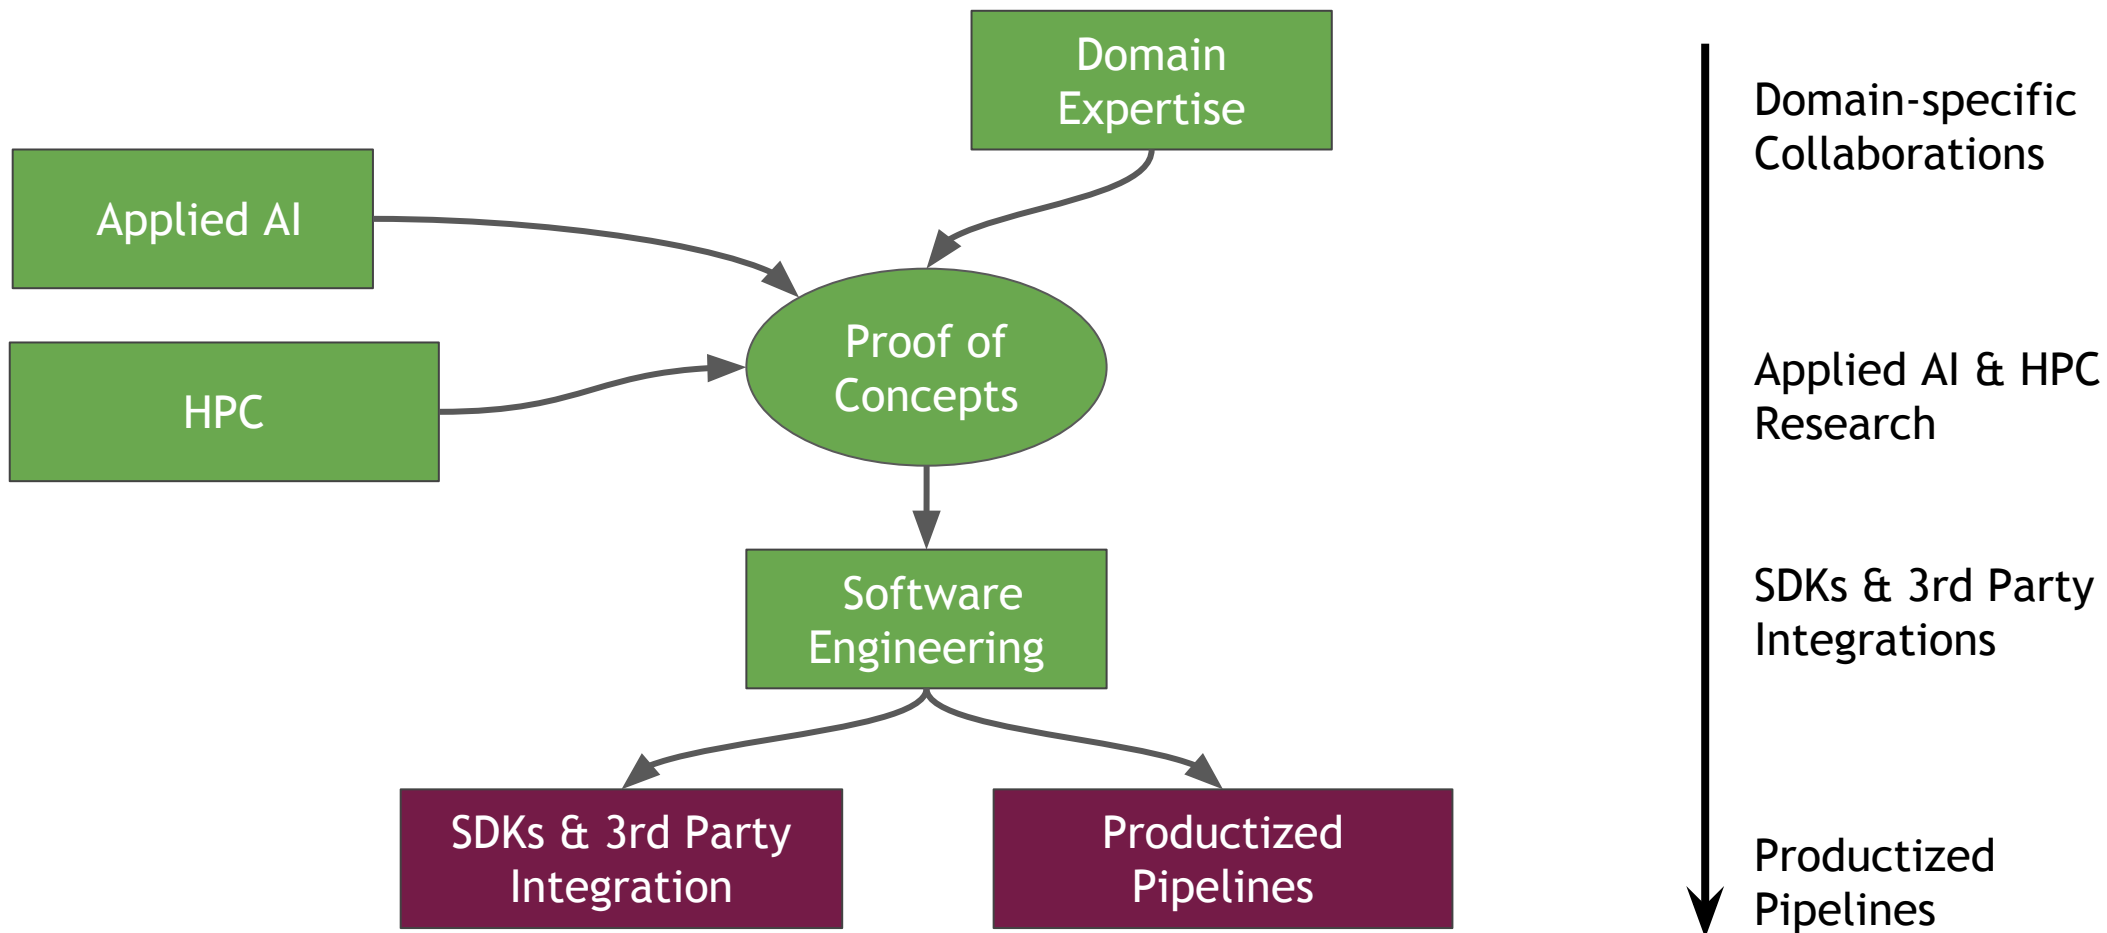 Domain
Expertise
Applied AI
HPC
Proof of
Concepts
Software
Engineering
SDKs & 3rd Party
Integration
Productized
Pipelines
Domain-specific
Collaborations
Applied AI & HPC
Research
SDKs & 3rd Party
Integrations
Productized
Pipelines